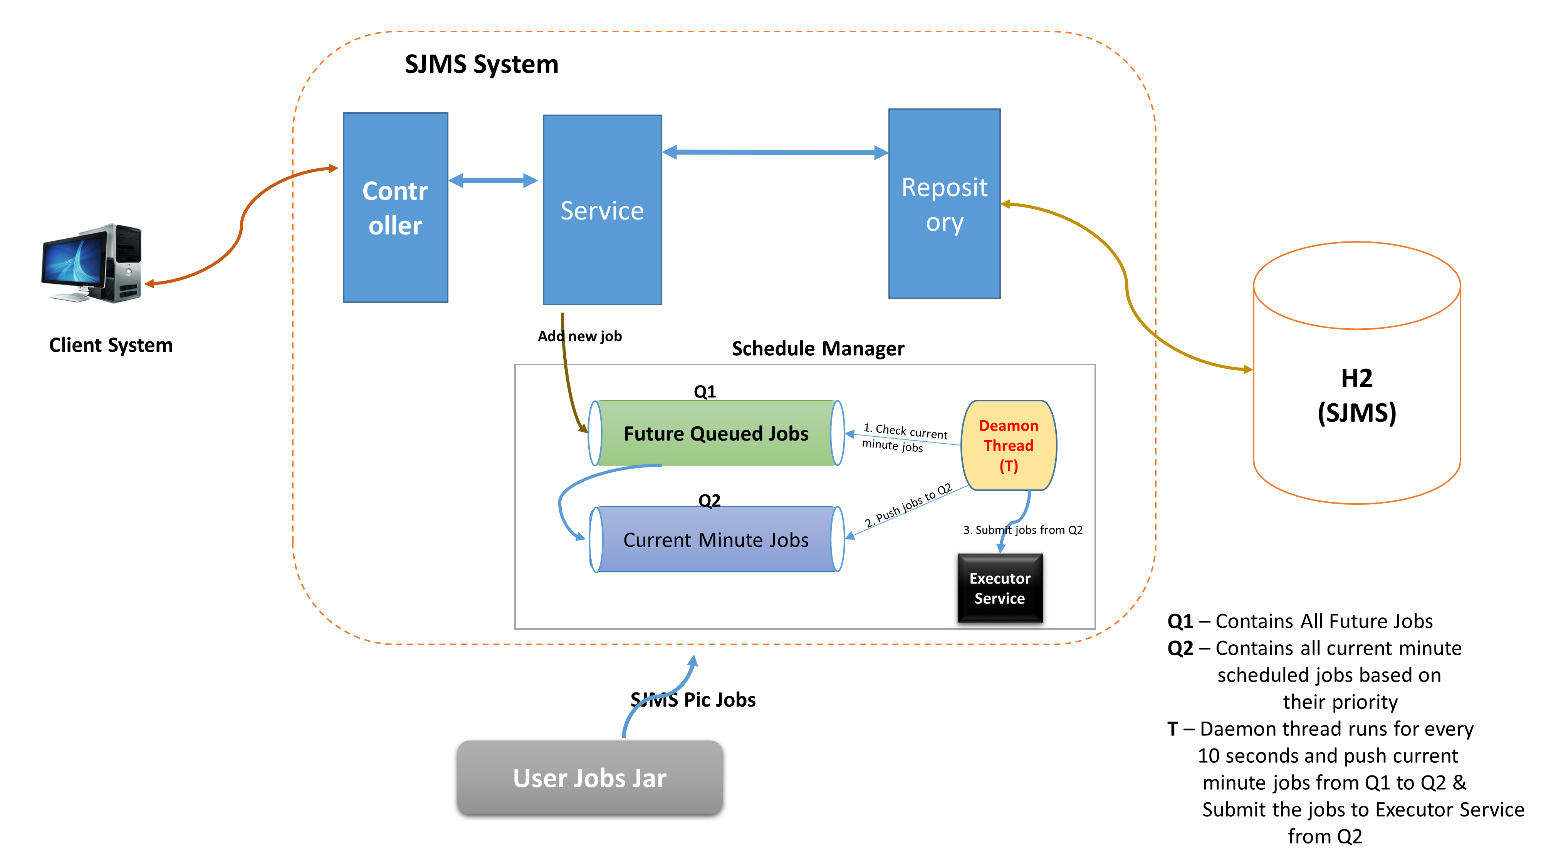 SJMS System
Contr
oller
Service
Reposit
ory
Client System
Add new job
Schedule Manager
H2
(SJMS)
Q1
Future Queued Jobs
1. Check current
minute jobs
Deamon
Thread
(T)
Q2
Current Minute Jobs
2. Push jobs to Q2
3. Submit jobs from Q2
Executor
Service
SJMS Pic Jobs
User Jobs Jar
Q1 – Contains All Future Jobs
Q2 – Contains all current minute
scheduled jobs based on
their priority
T – Daemon thread runs for every
10 seconds and push current
minute jobs from Q1 to Q2 &
Submit the jobs to Executor Service
from Q2